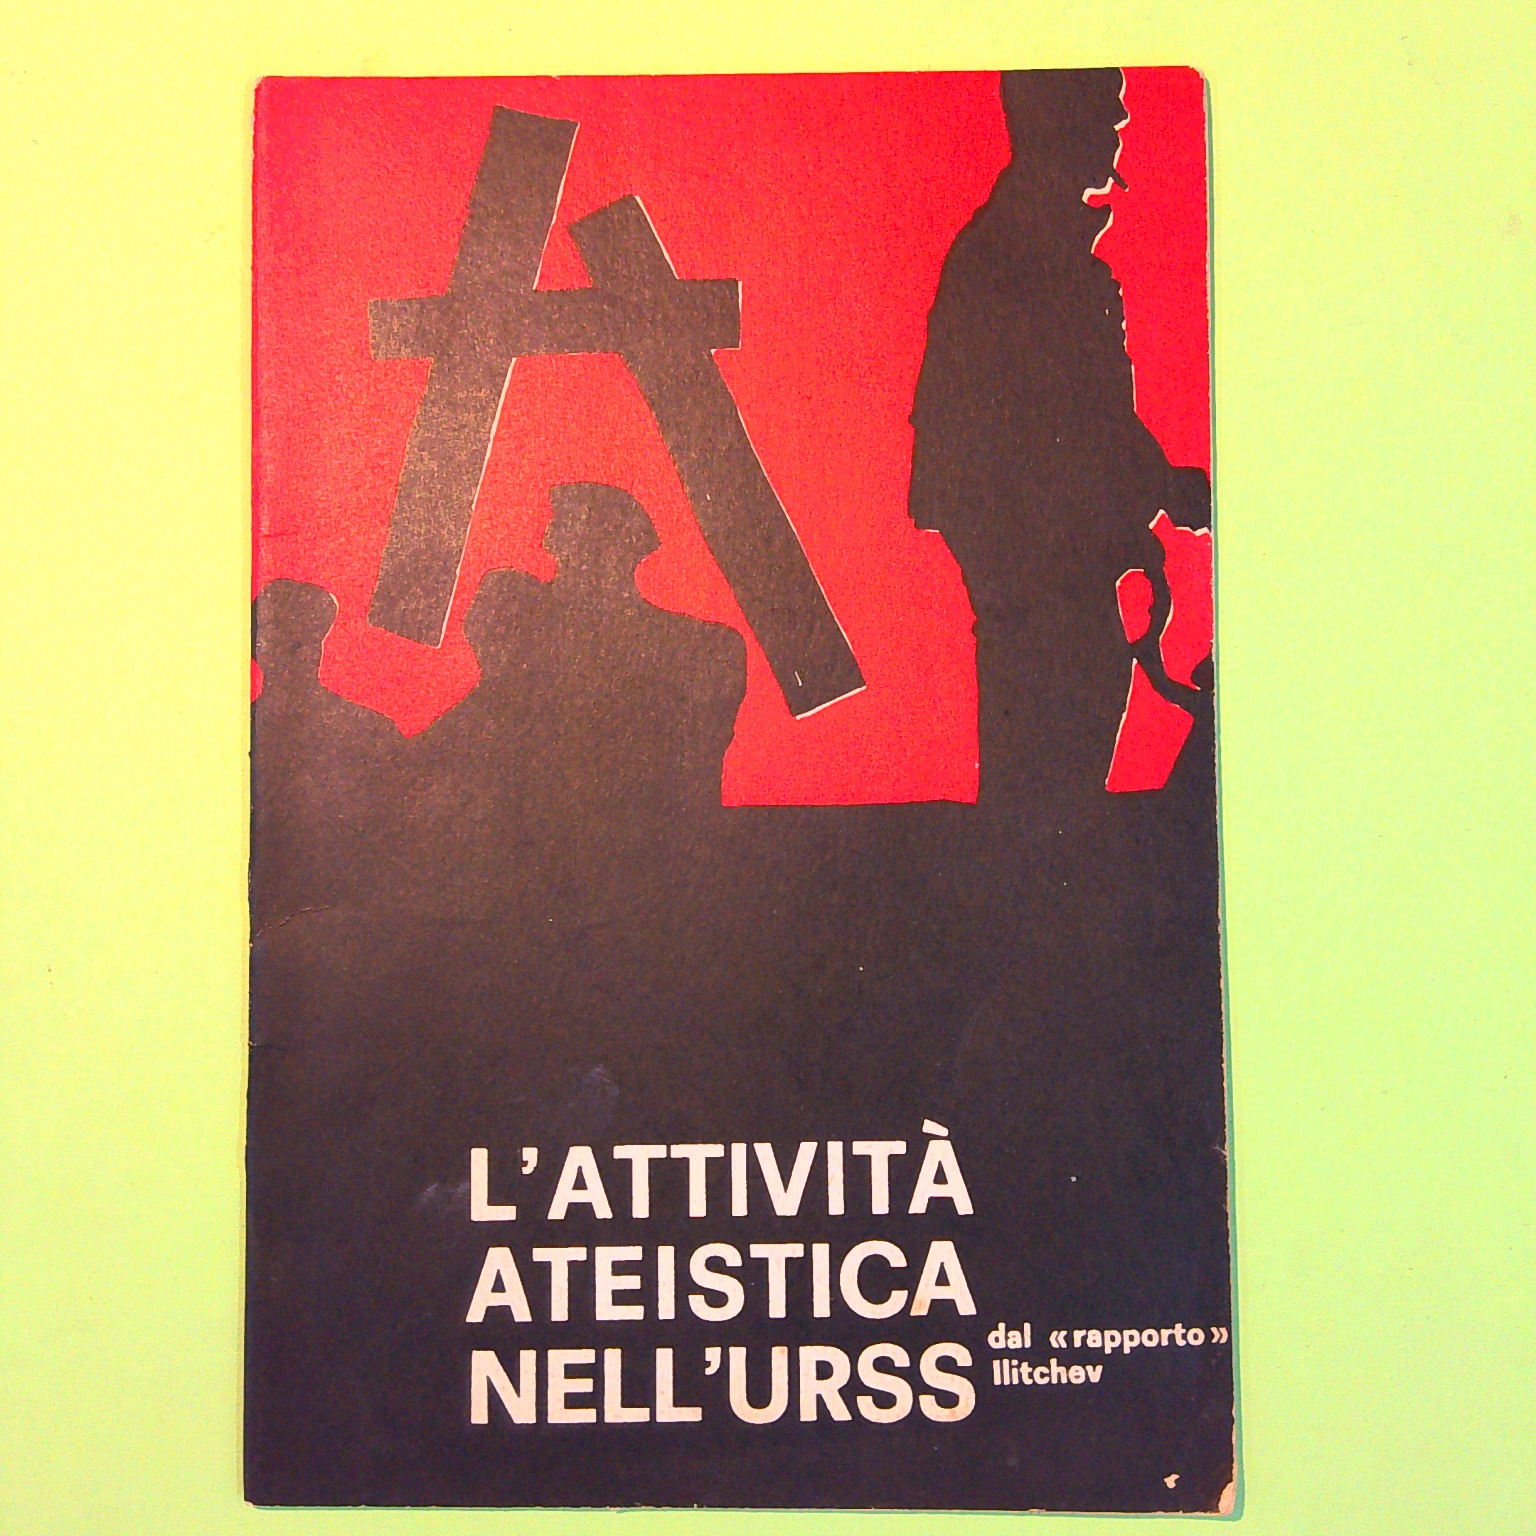 L'ATTIVITÀ
ATEISTICA
NELL'URSS
dal «rapporto»
Ilitchev